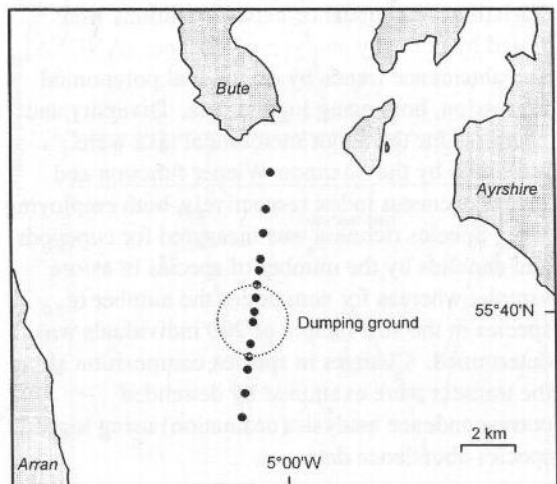 Bute
Ayrshire
55°40'N
Dumping ground
2 km
Arran
5°00'W